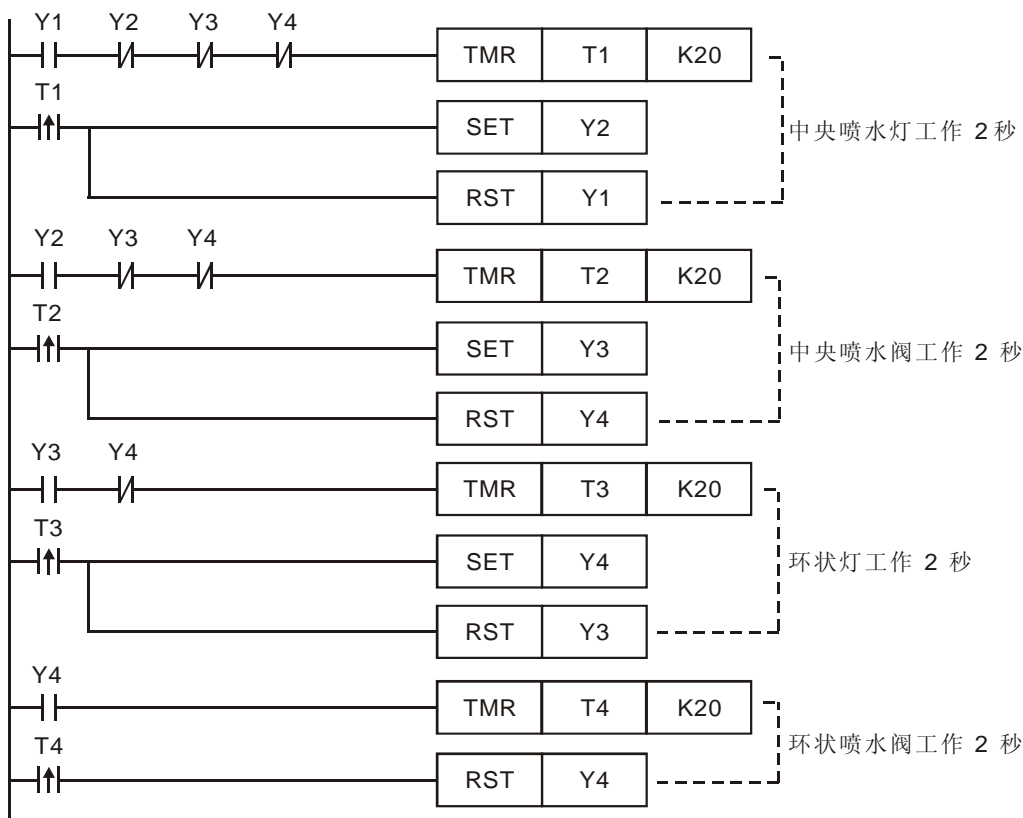 Y1 Y2 Y3 Y4
TMR T1 K20
T1
SET Y2
中央喷水灯工作 2 秒
RST Y1
Y2 Y3 Y4
TMR T2 K20
T2
SET Y3
中央喷水阀工作 2 秒
RST Y4
Y3 Y4
TMR T3 K20
T3
SET Y4
环状灯工作 2 秒
RST Y3
Y4
TMR T4 K20
环状喷水阀工作 2 秒
T4
RST Y4